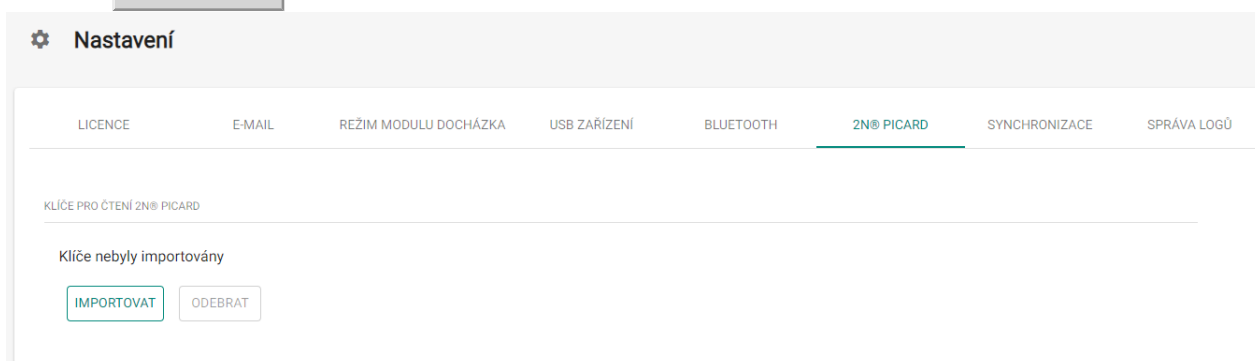 Nastavení
LICENCE E-MAIL REŽIM MODULU DOCHÁZKA USB ZAŘÍZENÍ BLUETOOTH 2N® PICARD SYNCHRONIZACE SPRÁVA LOGŮ
KLÍČE PRO ČTENÍ 2N® PICARD
Klíče nebyly importovány
IMPORTOVAT ODEBRAT